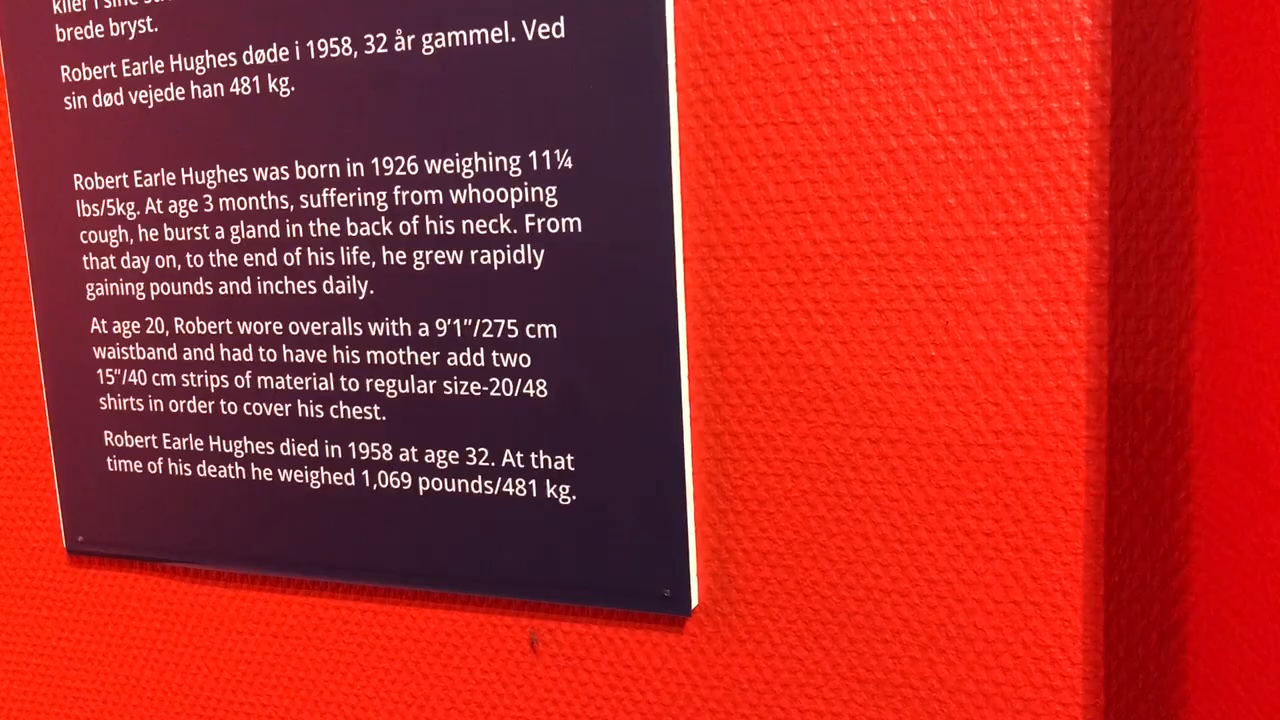 brede bryst.
Robert Earle Hughes døde i 1958, 32 år gammel. Ved
sin død vejede han 481 kg.
Robert Earle Hughes was born in 1926 weighing 11¼
lbs/5kg. At age 3 months, suffering from whooping
cough, he burst a gland in the back of his neck. From
that day on, to the end of his life, he grew rapidly
gaining pounds and inches daily.
At age 20, Robert wore overalls with a 9’1”/275 cm
waistband and had to have his mother add two
15”/40 cm strips of material to regular size-20/48
shirts in order to cover his chest.
Robert Earle Hughes died in 1958 at age 32. At that
time of his death he weighed 1,069 pounds/481 kg.